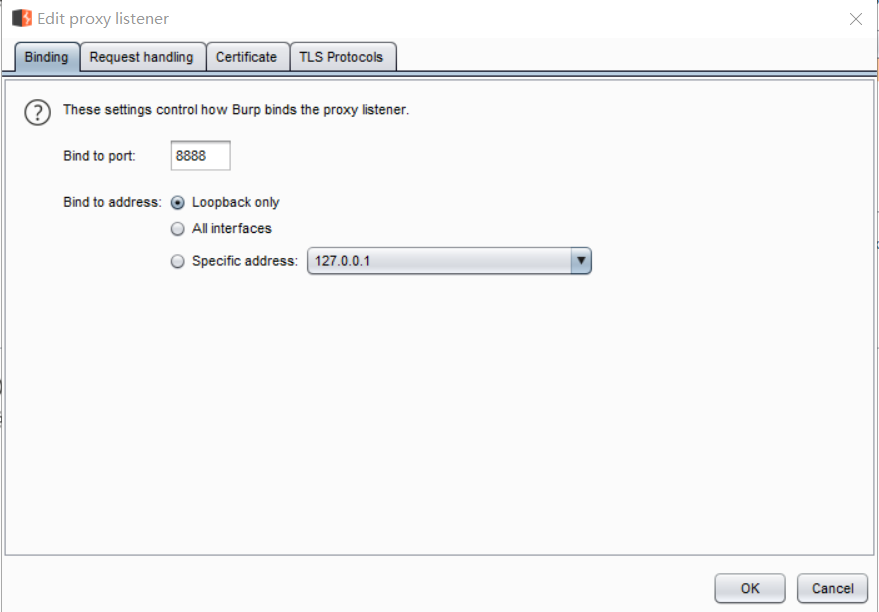 Edit proxy listener
Binding Request handling Certificate TLS Protocols
These settings control how Burp binds the proxy listener.
Bind to port: 8888
Bind to address: Loopback only
All interfaces
Specific address: 127.0.0.1
OK Cancel